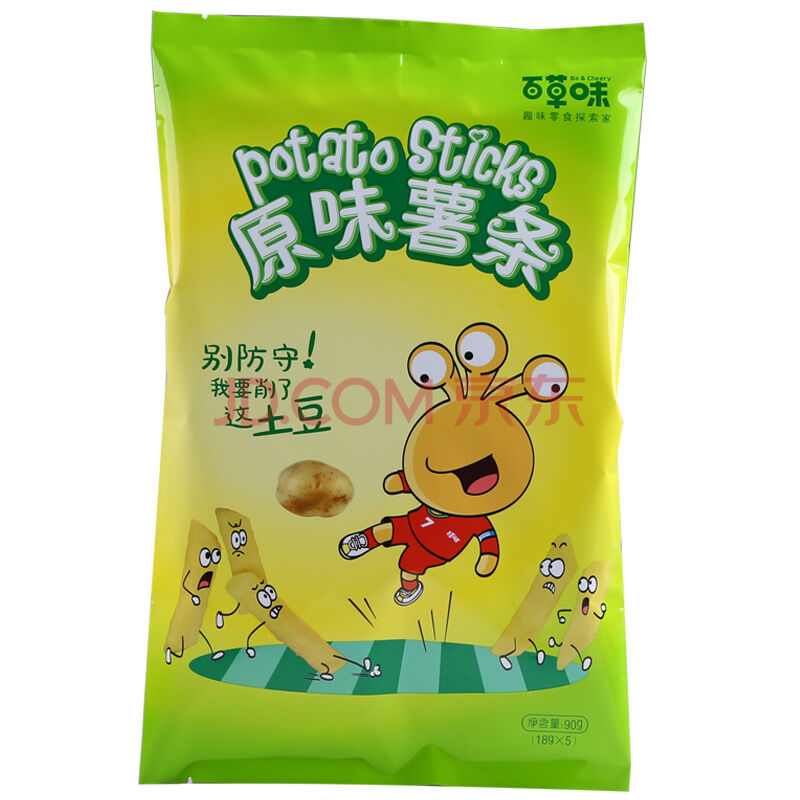 Be & Cheery
百草味
趣味零食探索家
Potato Sticks
原味薯条
别防守!
我要削了
这土豆
JD.COM 京东
7
净含量:90g
(18g×5)